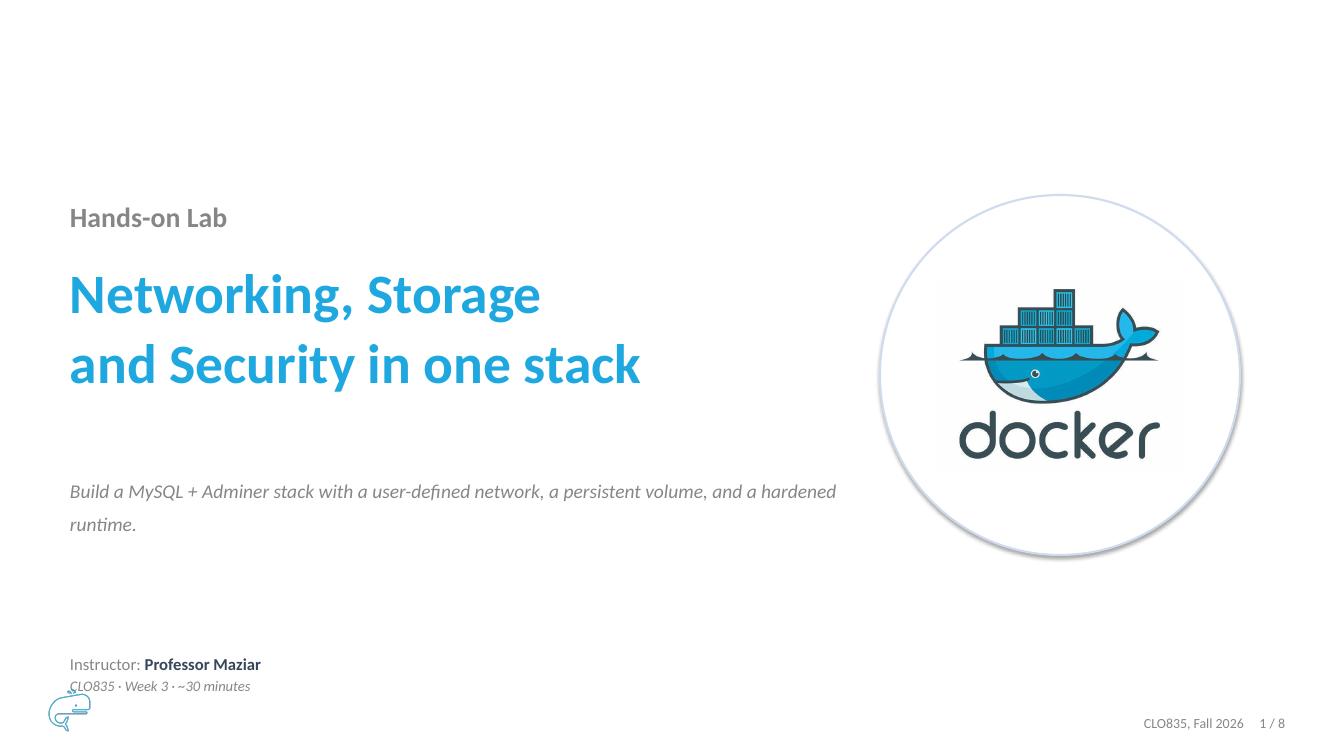 Hands-on Lab
Networking, Storage
and Security in one stack
docker
Build a MySQL + Adminer stack with a user-defined network, a persistent volume, and a hardened
runtime.
Instructor: Professor Maziar
CLO835 · Week 3 · ~30 minutes
CLO835, Fall 2026 1 / 8